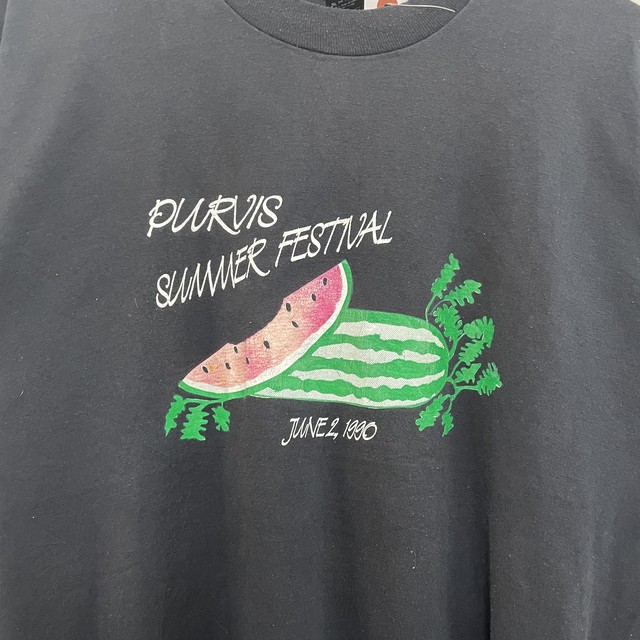 PURVIS
SUMMER FESTIVAL
JUNE 2, 1990